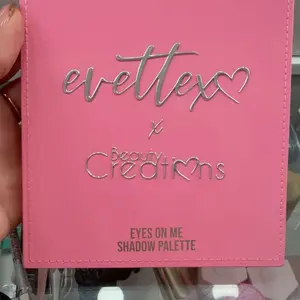 evettexo
x
Beauty
Creations
EYES ON ME
SHADOW PALETTE